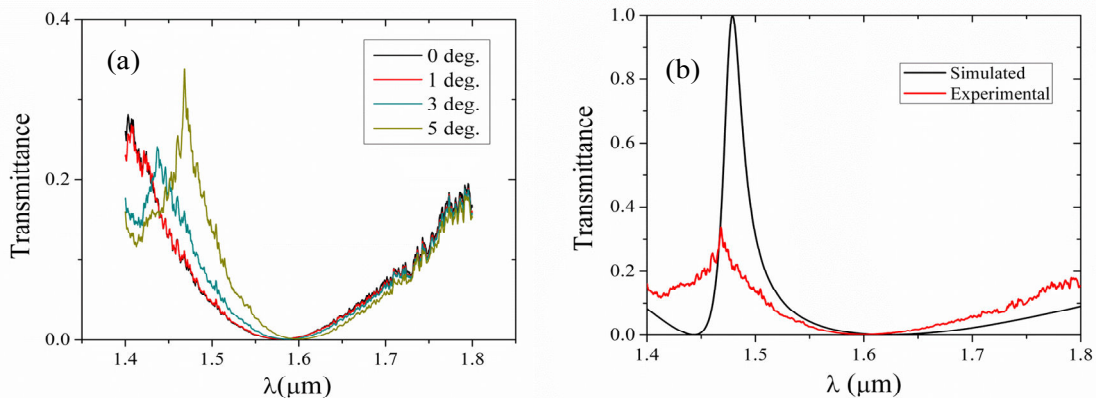 (a)
0 deg.
1 deg.
3 deg.
5 deg.
Transmittance
0.4
0.2
0.0
1.4 1.5 1.6 1.7 1.8
λ(μm)
(b)
Simulated
Experimental
Transmittance
1.0
0.8
0.6
0.4
0.2
0.0
1.4 1.5 1.6 1.7 1.8
λ (μm)